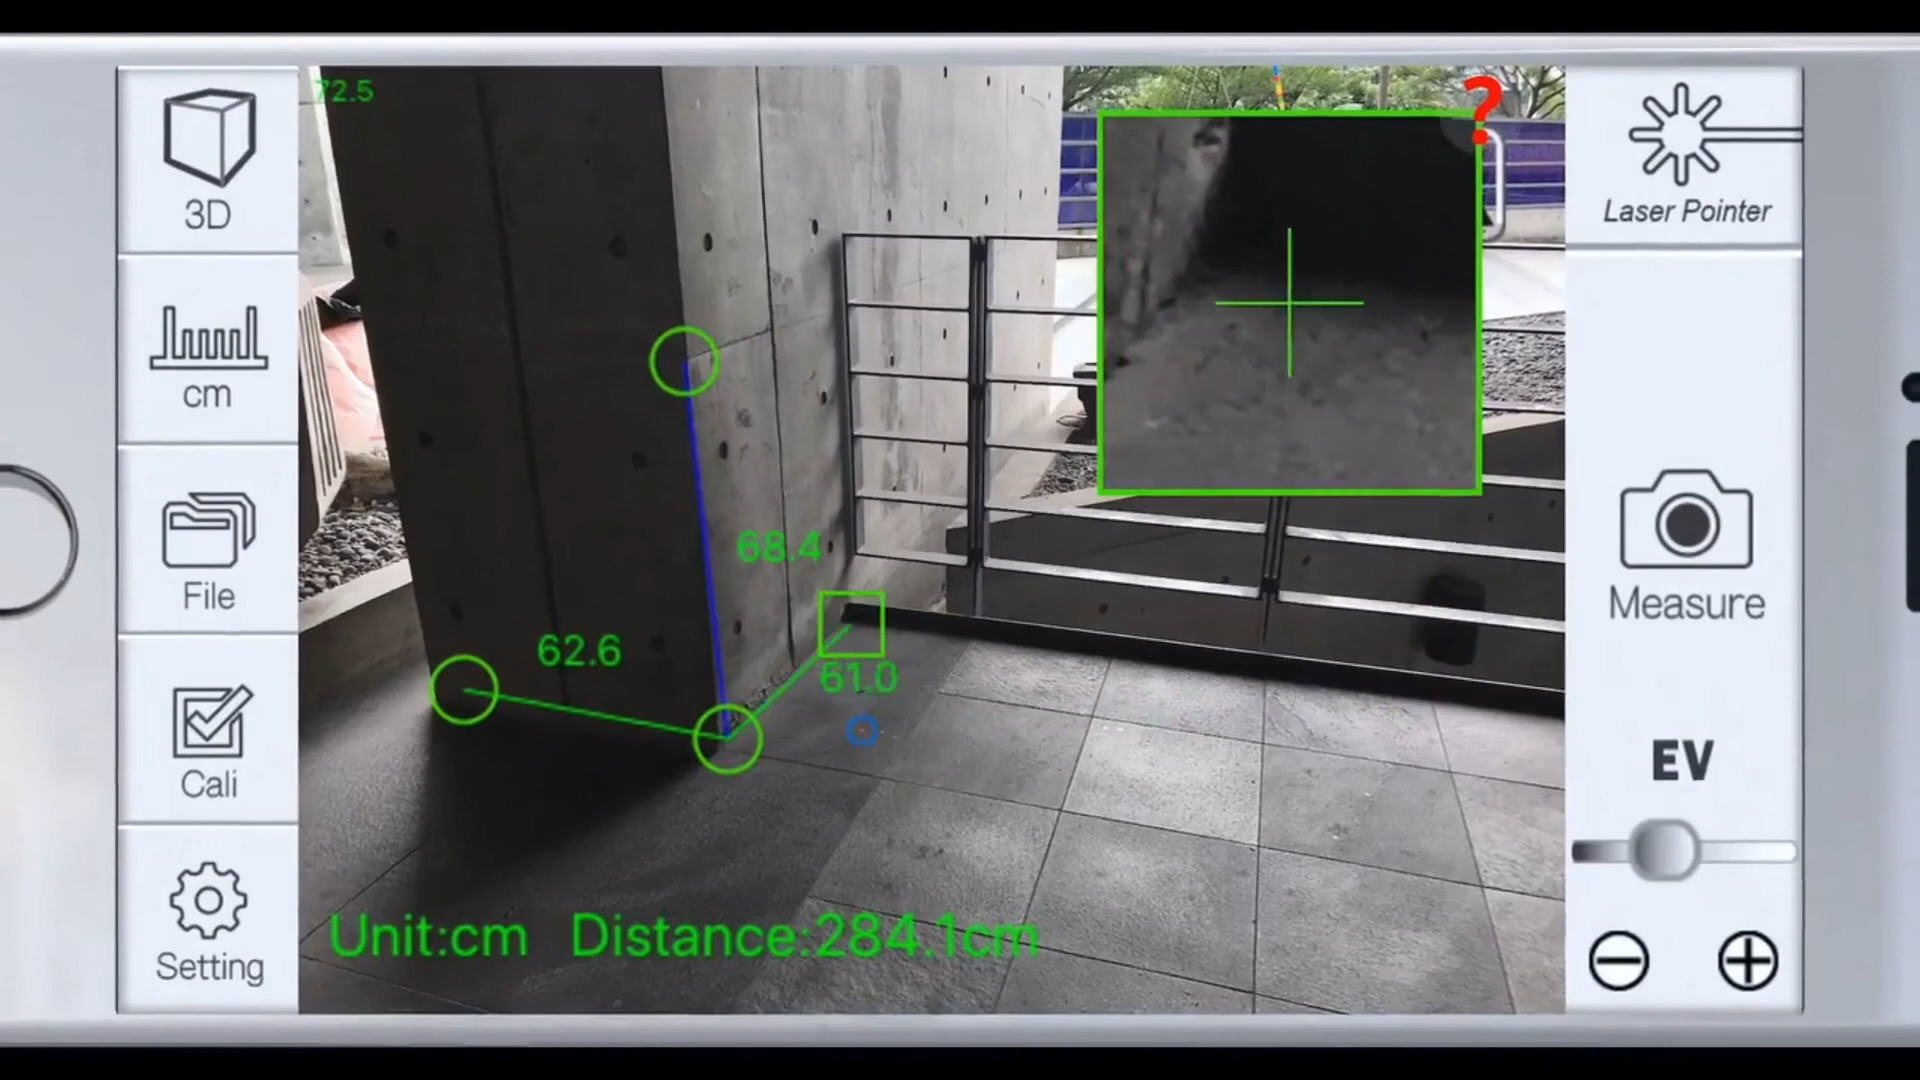 3D
cm
File
Cali
Setting
72.5
68.4
62.6
61.0
Unit:cm Distance:284.1cm
?
Laser Pointer
Measure
EV